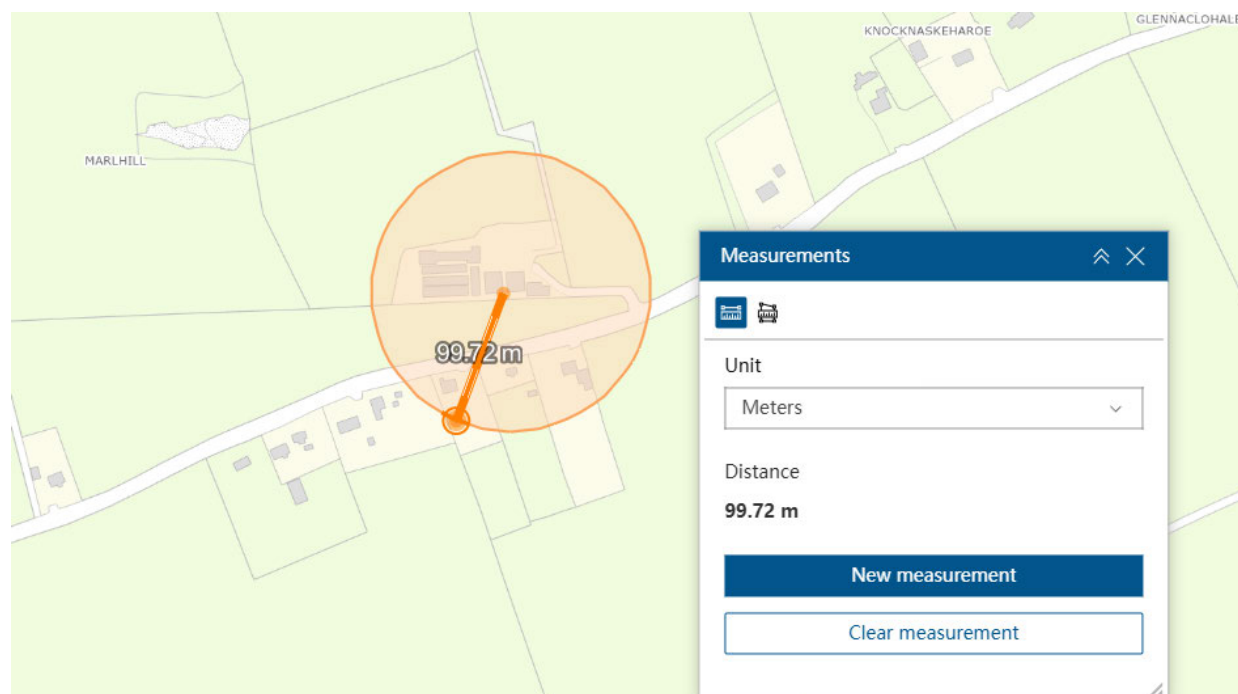 KNOCKNASKEHAROE
GLENNACLOHALE
MARLHILL
99.72 m
Measurements
Unit
Meters
Distance
99.72 m
New measurement
Clear measurement